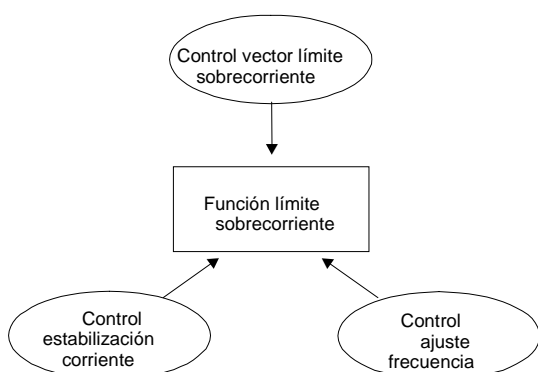 Control vector límite
sobrecorriente
Función límite
sobrecorriente
Control
estabilización
corriente
Control
ajuste
frecuencia